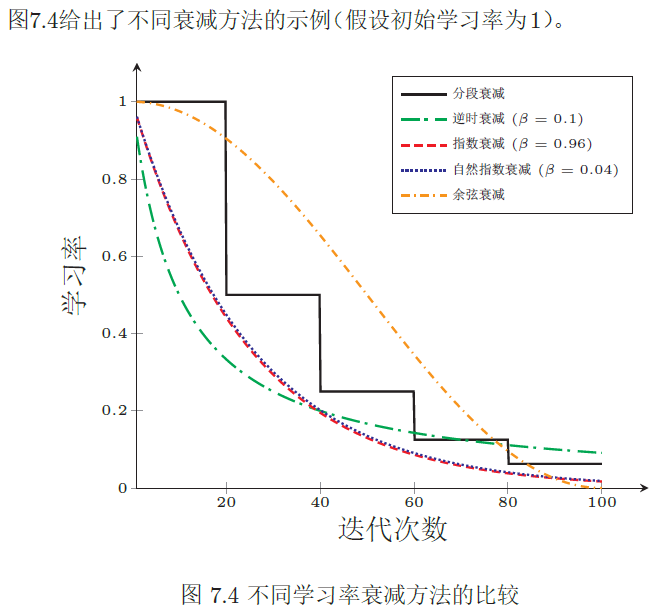 图7.4给出了不同衰减方法的示例(假设初始学习率为1)。
分段衰减
逆时衰减 (β = 0.1)
指数衰减 (β = 0.96)
自然指数衰减 (β = 0.04)
余弦衰减
1
0.8
0.6
0.4
0.2
0
学习率
20 40 60 80 100
迭代次数
图 7.4 不同学习率衰减方法的比较